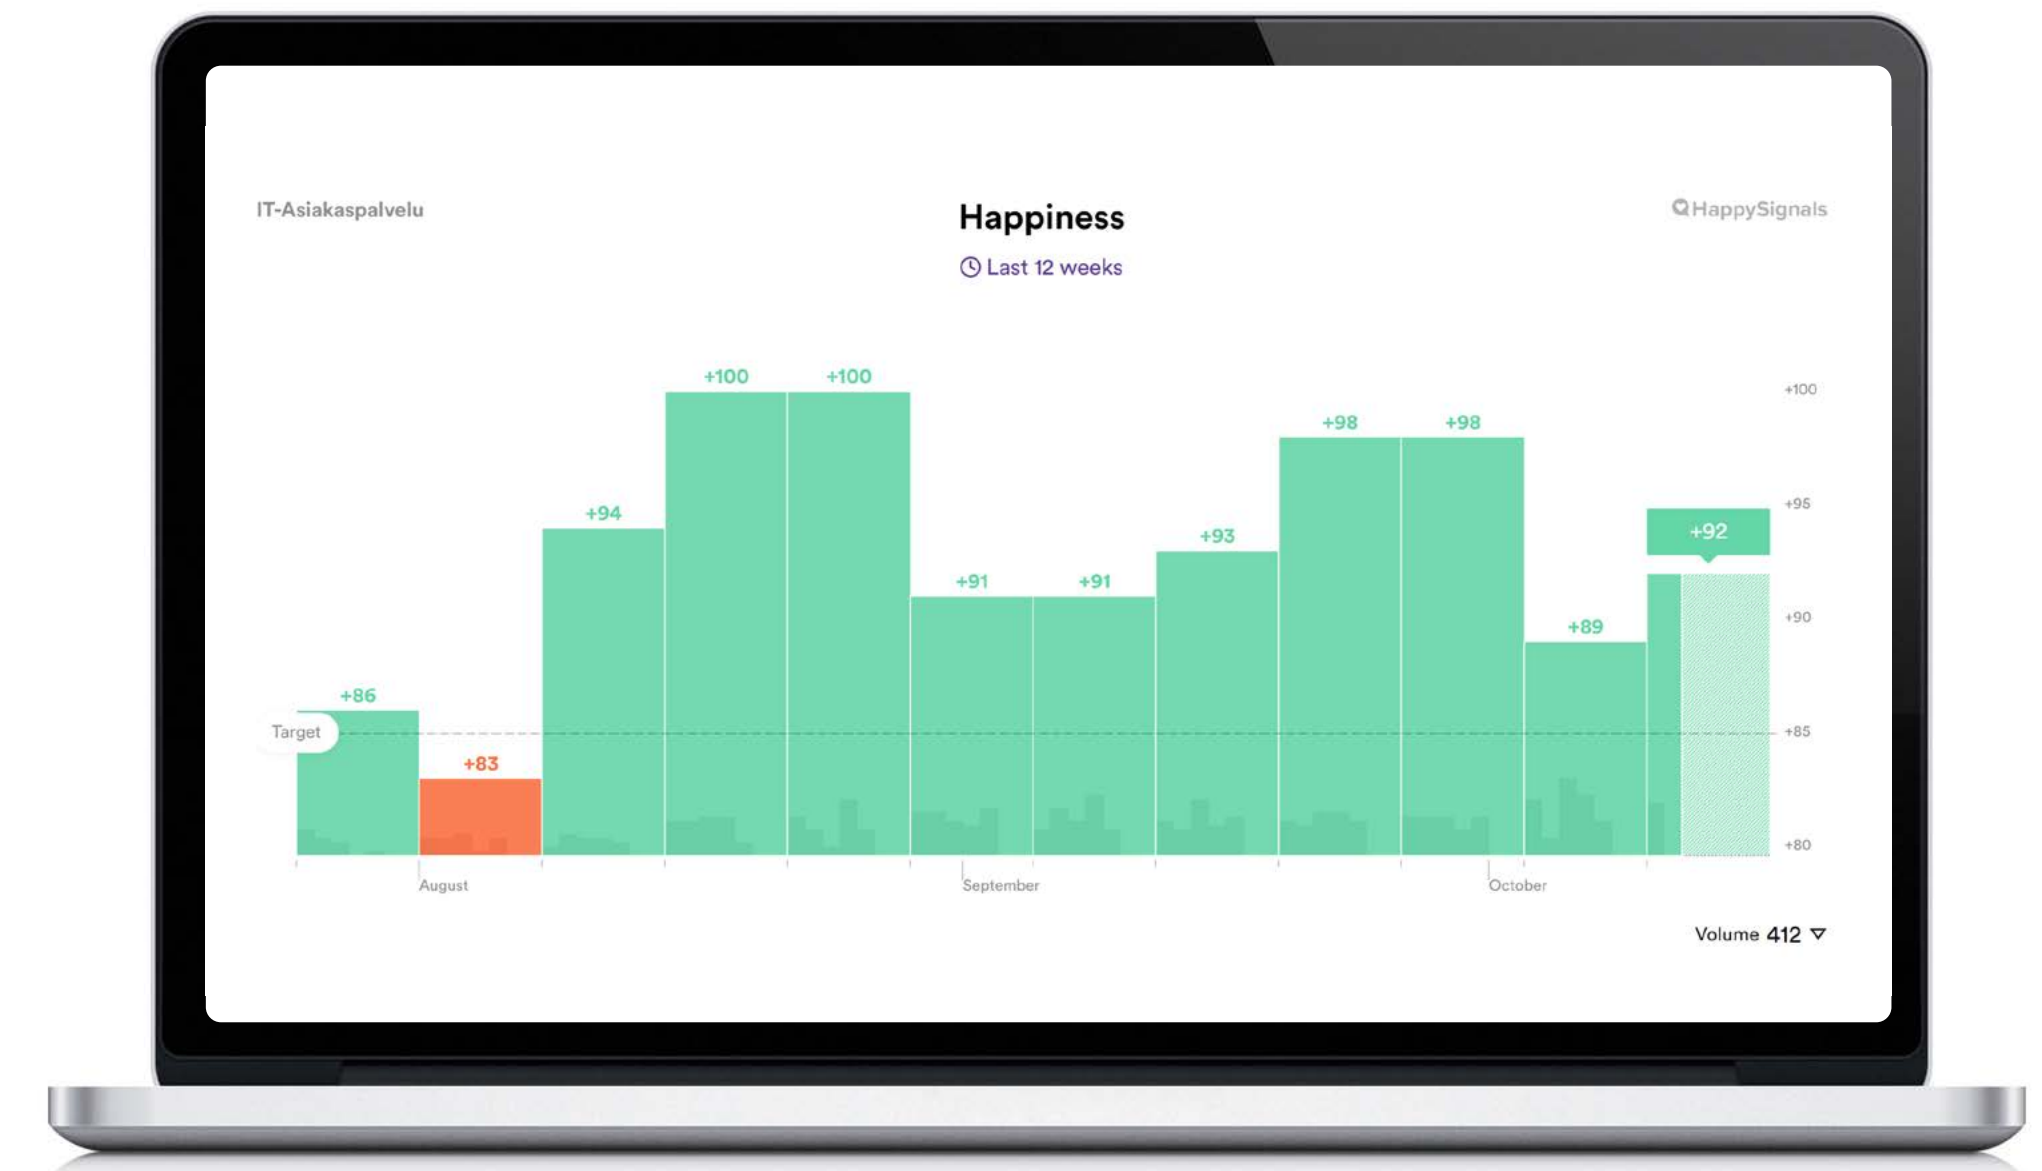 IT-Asiakaspalvelu
Happiness
HappySignals
Last 12 weeks
+100
+100
+100
+98
+98
+95
+94
+93
+92
+91
+91
+90
+89
+86
Target
+85
+83
+80
August
September
October
Volume 412